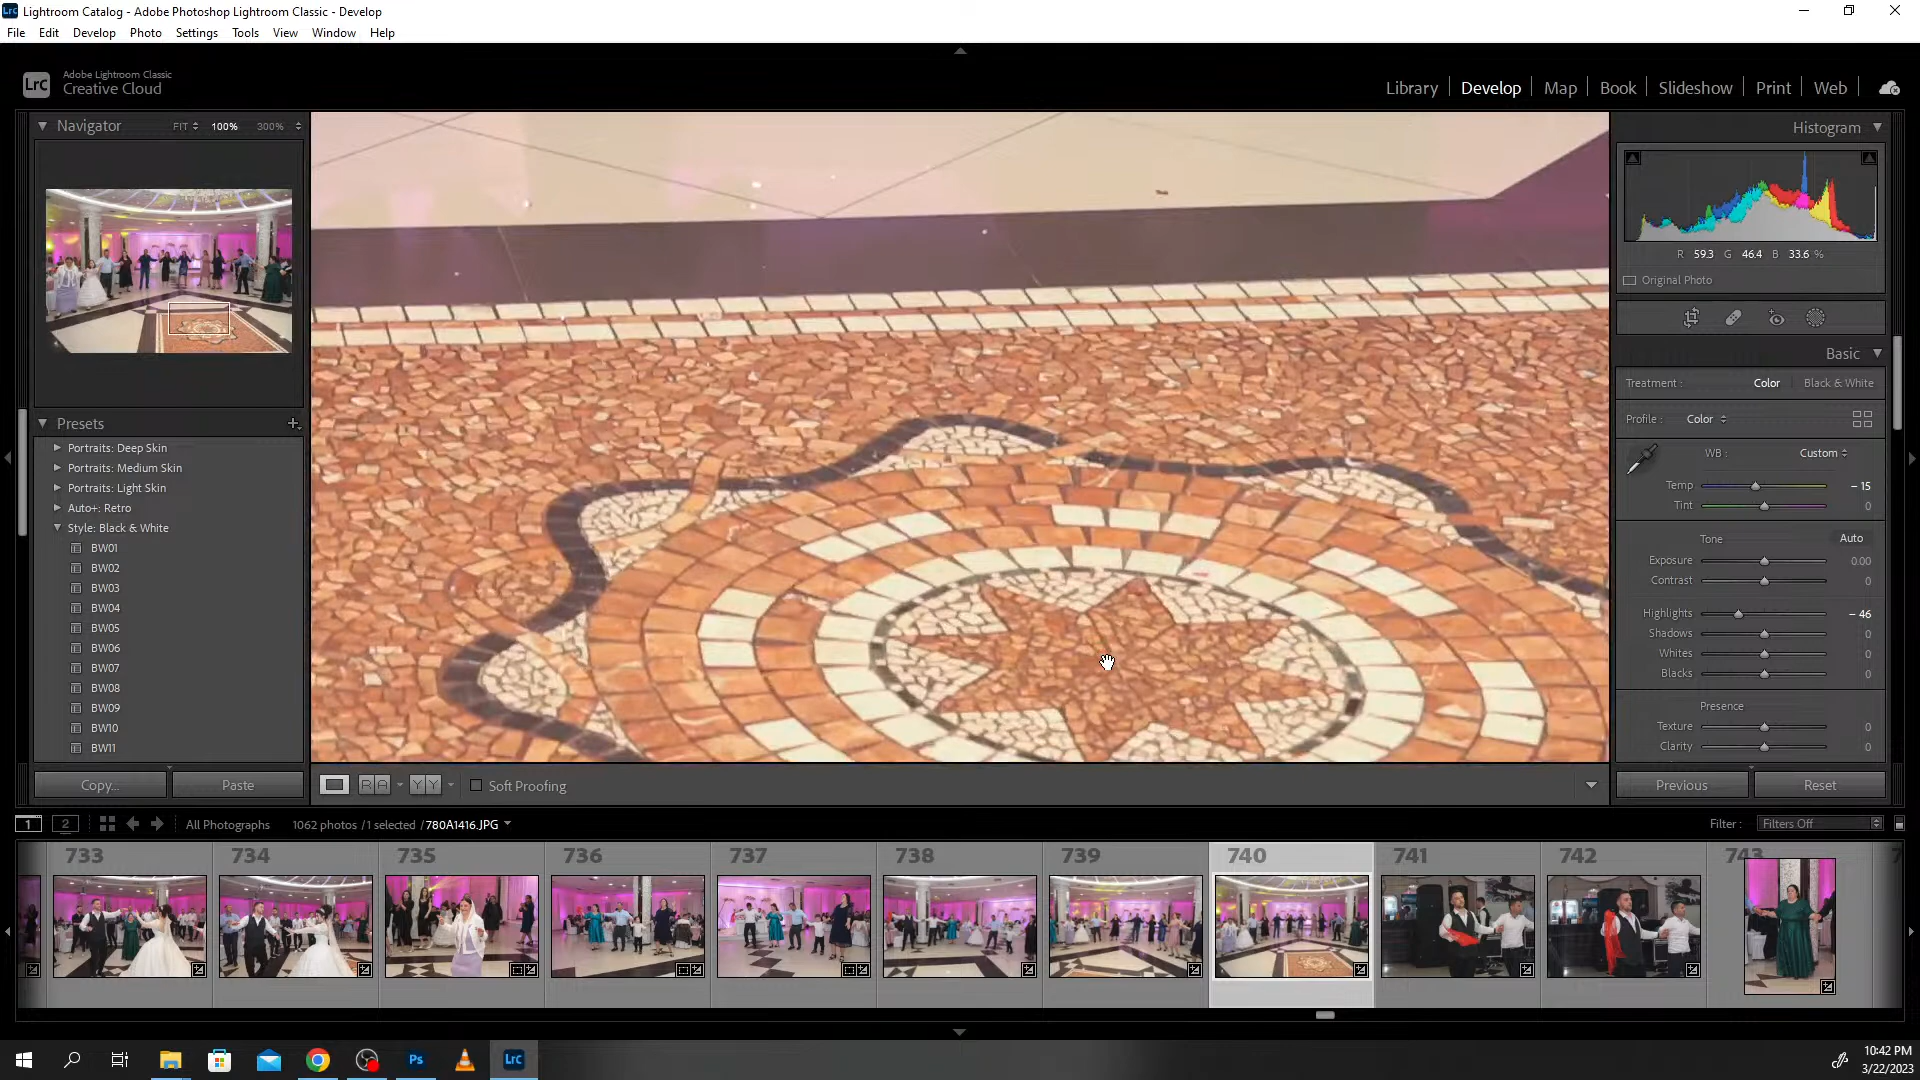 Lightroom Catalog - Adobe Photoshop Lightroom Classic - Develop
File Edit Develop Photo Settings Tools View Window Help
LrC
Adobe Lightroom Classic
Creative Cloud
Library Develop Map Book Slideshow Print Web
Navigator FIT 100% 300%
Presets
Portraits: Deep Skin
Portraits: Medium Skin
Portraits: Light Skin
Auto+: Retro
Style: Black & White
BW01
BW02
BW03
BW04
BW05
BW06
BW07
BW08
BW09
BW10
BW11
Copy... Paste
Histogram
R 59.3 G 46.4 B 33.6 %
Original Photo
Basic
Treatment : Color Black & White
Profile : Color
WB : Custom
Temp - 15
Tint 0
Tone Auto
Exposure 0.00
Contrast 0
Highlights - 46
Shadows 0
Whites 0
Blacks 0
Presence
Texture 0
Clarity 0
Previous Reset
R A Y Y Soft Proofing
1 2 All Photographs 1062 photos / 1 selected / 780A1416.JPG Filter : Filters Off
733 734 735 736 737 738 739 740 741 742 743
Ps LrC
10:42 PM
3/22/2023